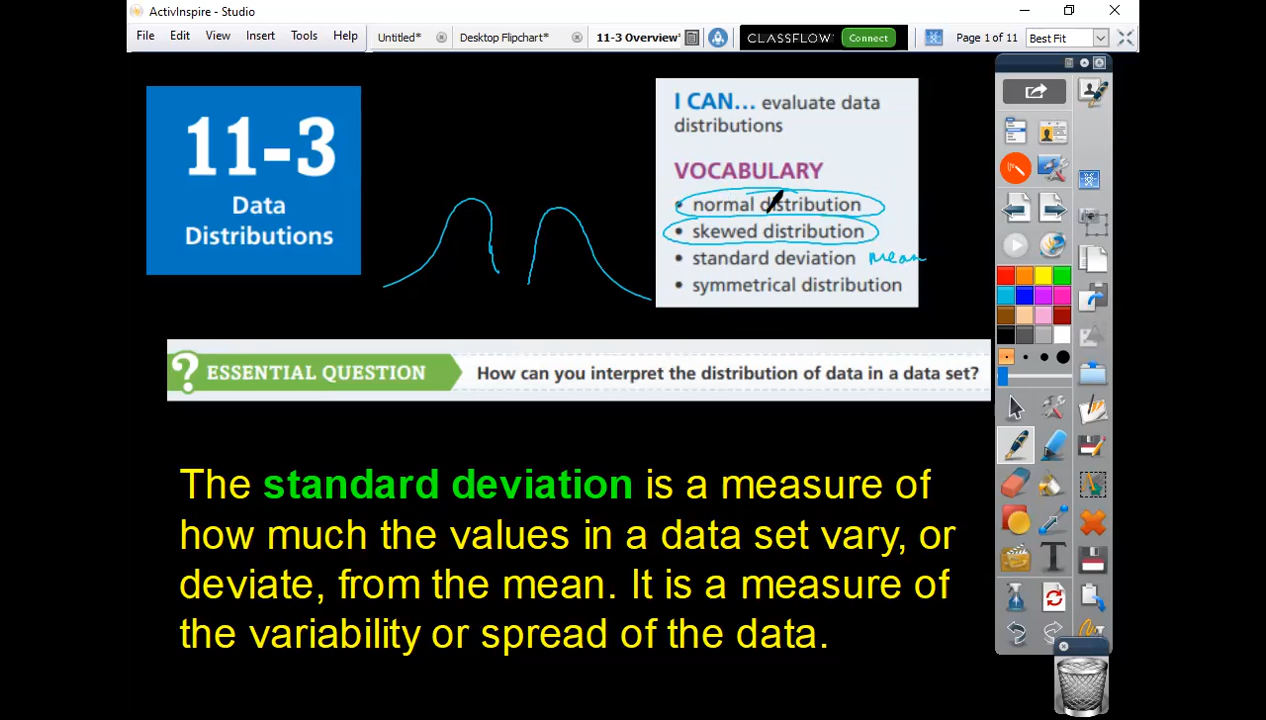 ActivInspire - Studio
File Edit View Insert Tools Help Untitled* Desktop Flipchart* 11-3 Overview* CLASSFLOW Connect Page 1 of 11 Best Fit
11-3
Data
Distributions
I CAN... evaluate data
distributions
VOCABULARY
• normal distribution
• skewed distribution
• standard deviation mean
• symmetrical distribution
? ESSENTIAL QUESTION How can you interpret the distribution of data in a data set?
The standard deviation is a measure of
how much the values in a data set vary, or
deviate, from the mean. It is a measure of
the variability or spread of the data.